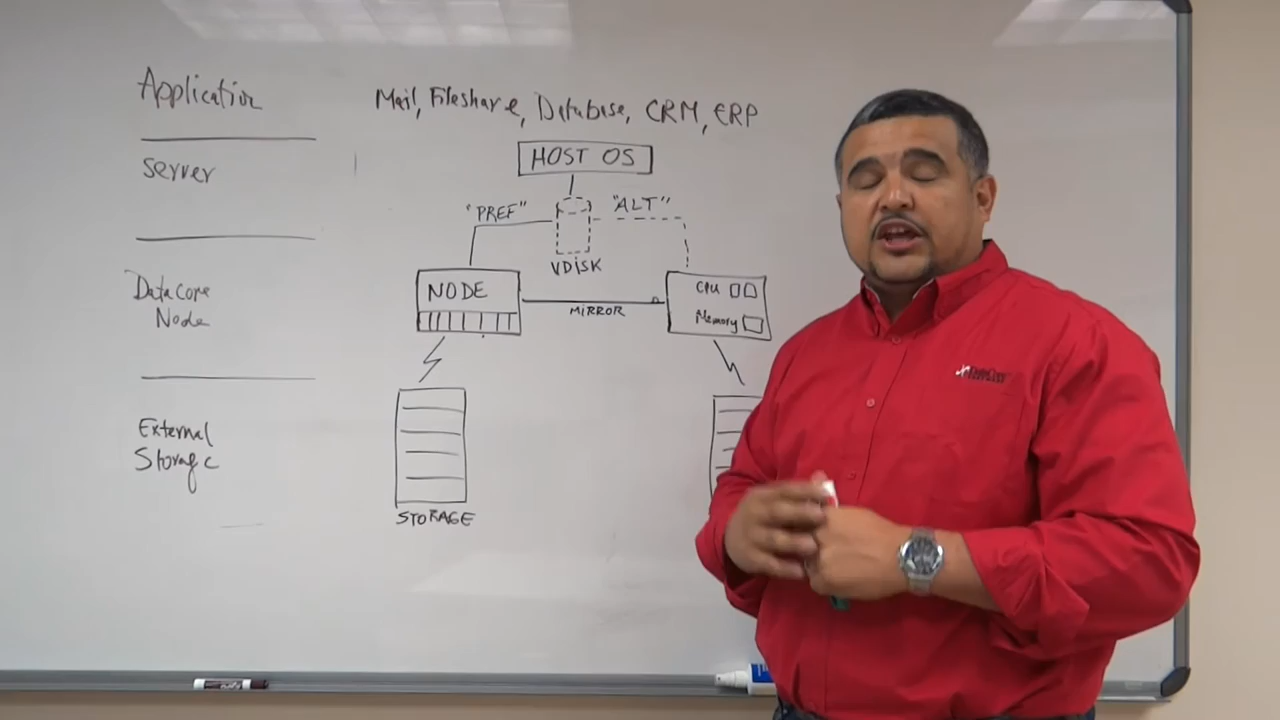 Application
Mail, Fileshare, Database, CRM, ERP
Server
HOST OS
"PREF"
"ALT"
VDISK
DataCore
Node
NODE
MIRROR
CPU
Memory
External
Storage
STORAGE